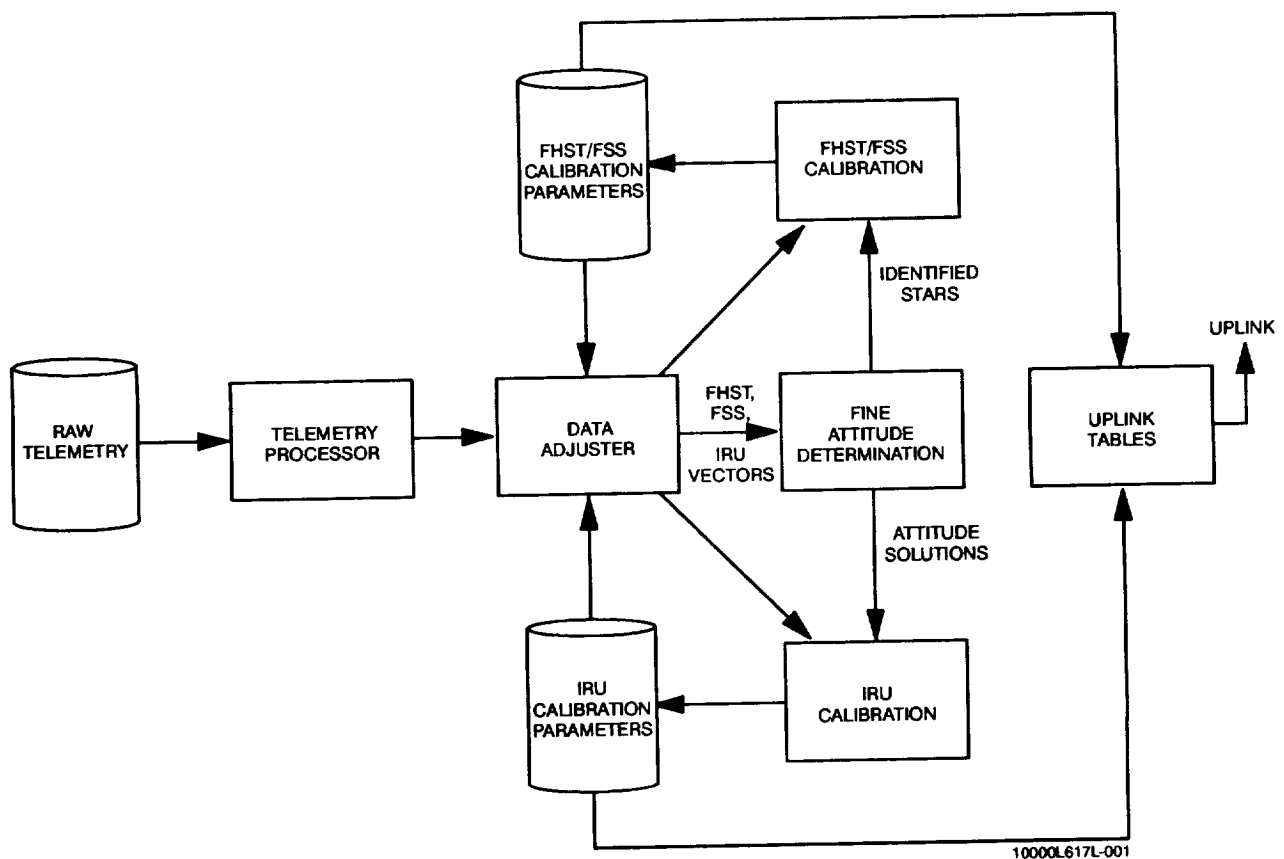 FHST/FSS
CALIBRATION
PARAMETERS
FHST/FSS
CALIBRATION
IDENTIFIED
STARS
UPLINK
RAW
TELEMETRY
TELEMETRY
PROCESSOR
DATA
ADJUSTER
FHST,
FSS,
IRU
VECTORS
FINE
ATTITUDE
DETERMINATION
UPLINK
TABLES
ATTITUDE
SOLUTIONS
IRU
CALIBRATION
PARAMETERS
IRU
CALIBRATION
10000L617L-001